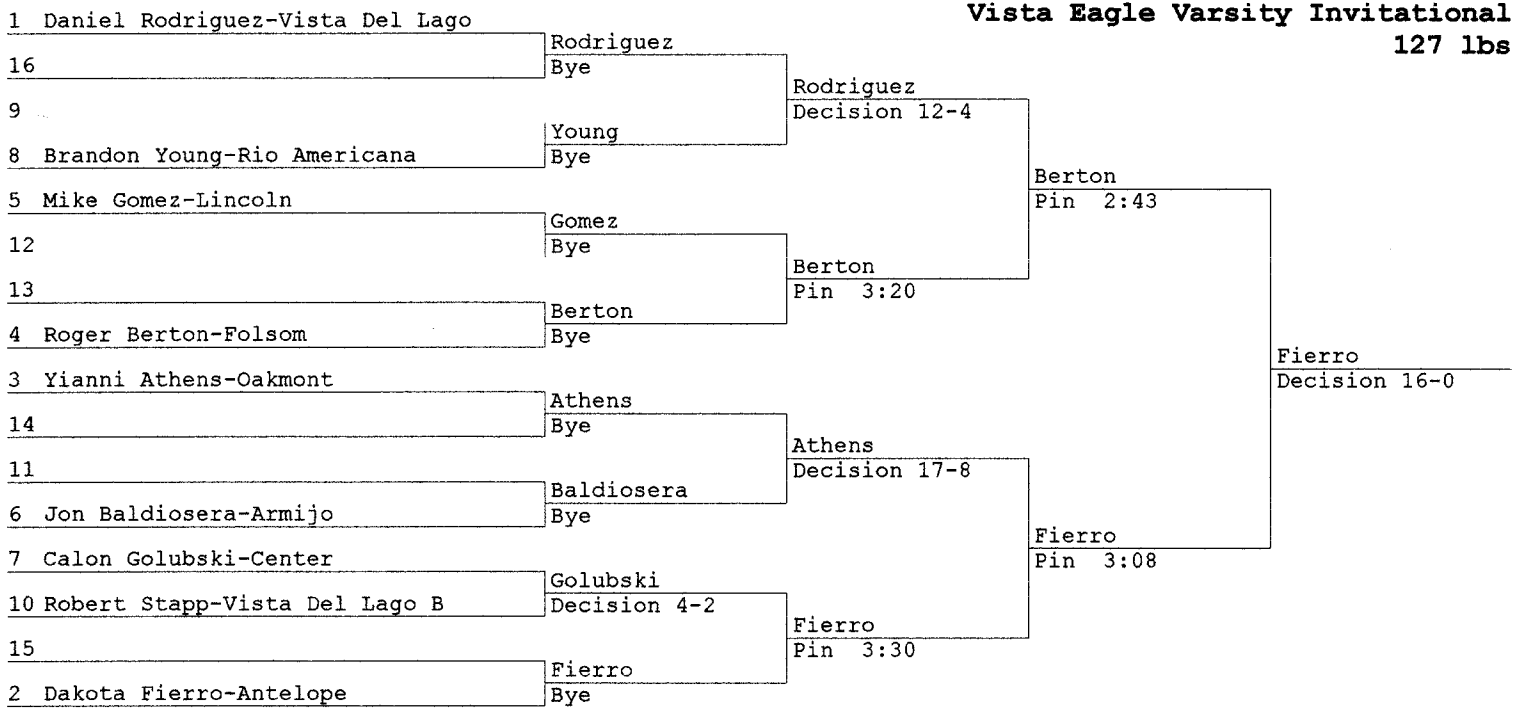 Vista Eagle Varsity Invitational
127 lbs
1 Daniel Rodriguez-Vista Del Lago
16
9
8 Brandon Young-Rio Americana
5 Mike Gomez-Lincoln
12
13
4 Roger Berton-Folsom
3 Yianni Athens-Oakmont
14
11
6 Jon Baldiosera-Armijo
7 Calon Golubski-Center
10 Robert Stapp-Vista Del Lago B
15
2 Dakota Fierro-Antelope
Rodriguez
Bye
Young
Bye
Gomez
Bye
Berton
Bye
Athens
Bye
Baldiosera
Bye
Golubski
Decision 4-2
Fierro
Bye
Rodriguez
Decision 12-4
Berton
Pin 3:20
Athens
Decision 17-8
Fierro
Pin 3:30
Berton
Pin 2:43
Fierro
Pin 3:08
Fierro
Decision 16-0